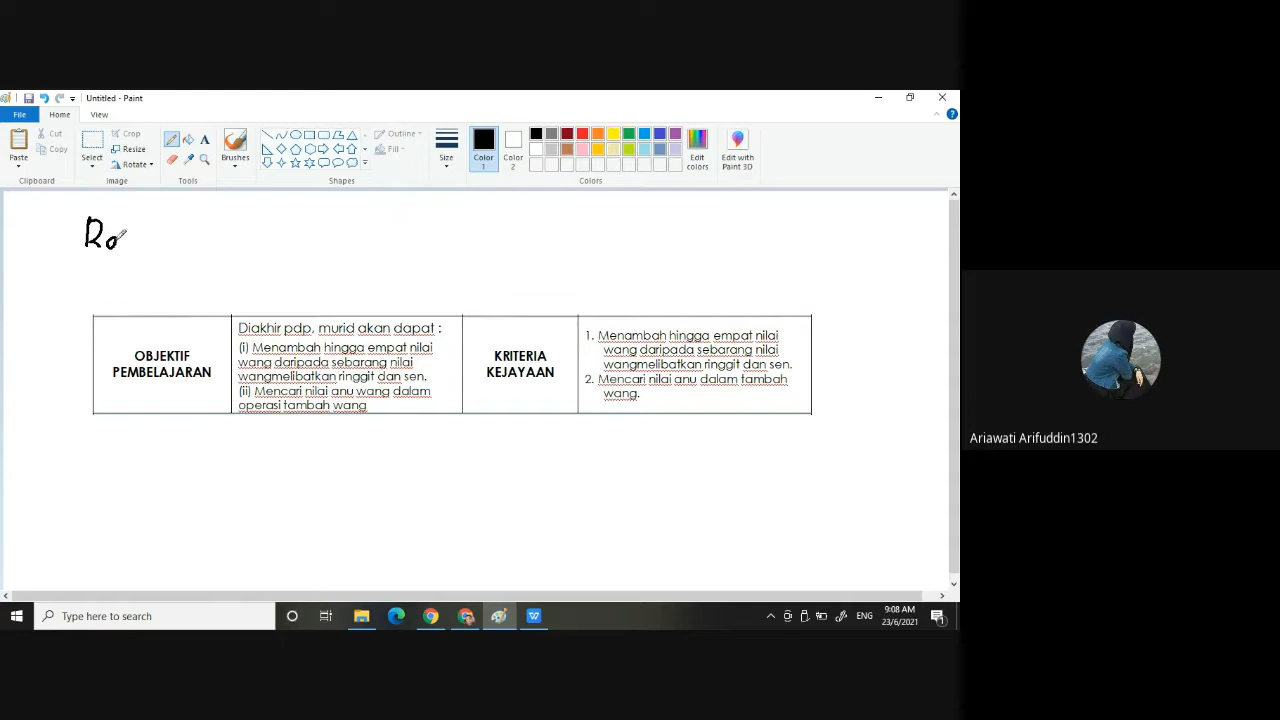 Untitled - Paint
File
Home
View
Paste
Cut
Copy
Clipboard
Select
Crop
Resize
Rotate
Image
A
Tools
Brushes
Outline
Fill
Shapes
Size
Color
1
Color
2
Edit
colors
Colors
Edit with
Paint 3D
Ro
OBJEKTIF
PEMBELAJARAN
Diakhir pdp, murid akan dapat :
(i) Menambah hingga empat nilai
wang daripada sebarang nilai
wangmelibatkan ringgit dan sen.
(ii) Mencari nilai anu wang dalam
operasi tambah wang
KRITERIA
KEJAYAAN
1. Menambah hingga empat nilai
wang daripada sebarang nilai
wangmelibatkan ringgit dan sen.
2. Mencari nilai anu dalam tambah
wang.
Ariawati Arifuddin1302
Type here to search
ENG
9:08 AM
23/6/2021
1